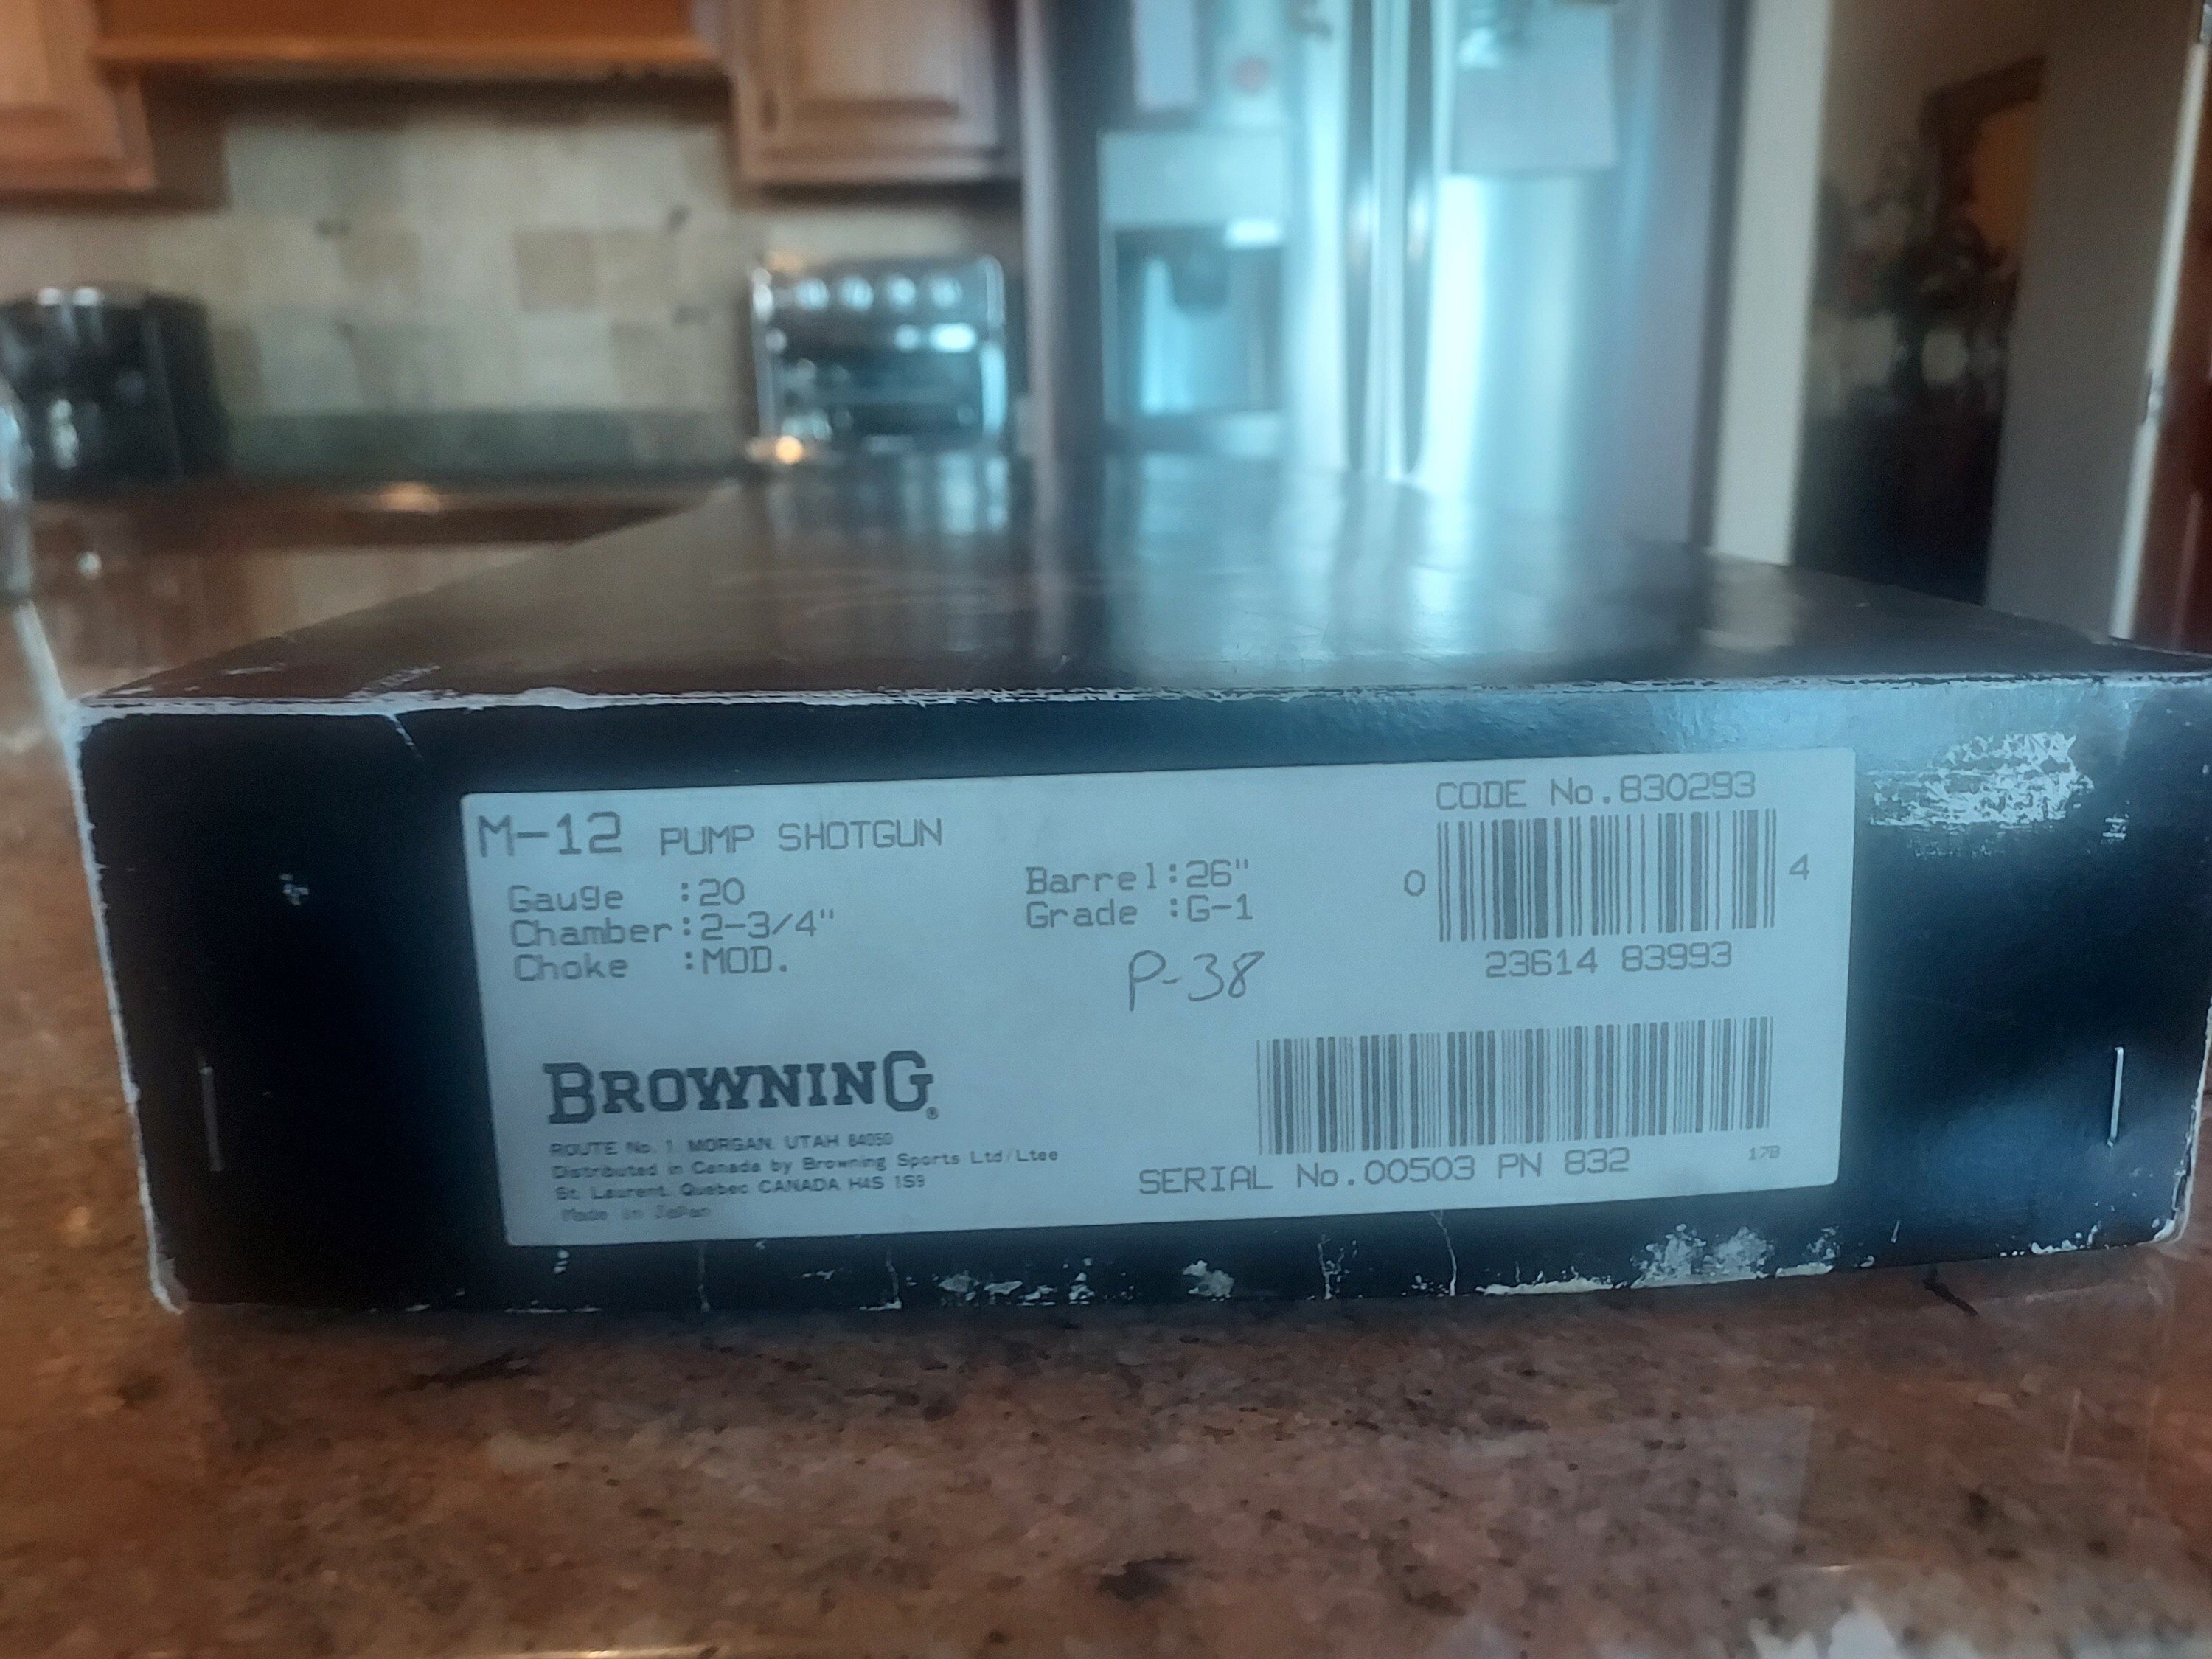 M-12 PUMP SHOTGUN
Gauge :20
Chamber:2-3/4"
Choke :MOD.
Barrel:26"
Grade :G-1
P-38
CODE No.830293
0 4
23614 83993
BROWNING®
ROUTE No. 1 MORGAN, UTAH 84050
Distributed in Canada by Browning Sports Ltd/Ltee
St. Laurent, Quebec CANADA H4S 1S9
Made in Japan
SERIAL No.00503 PN 832
178